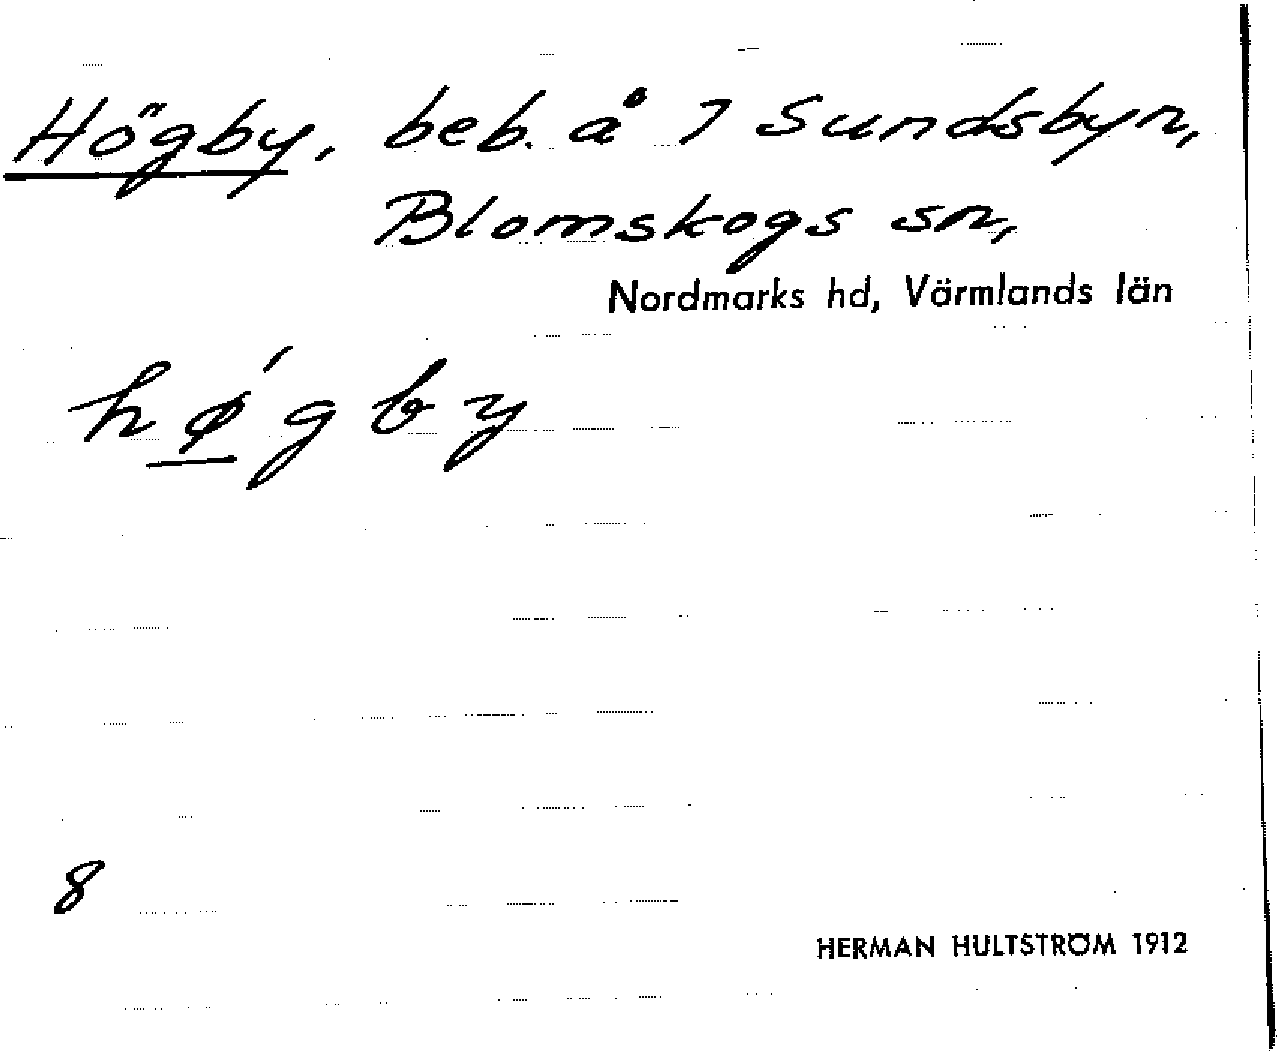 Högby, beb. å 7 Sundsbyn,
Blomskogs sn,
Nordmarks hd, Värmlands län
hǿgby
8
HERMAN HULTSTRÖM 1912